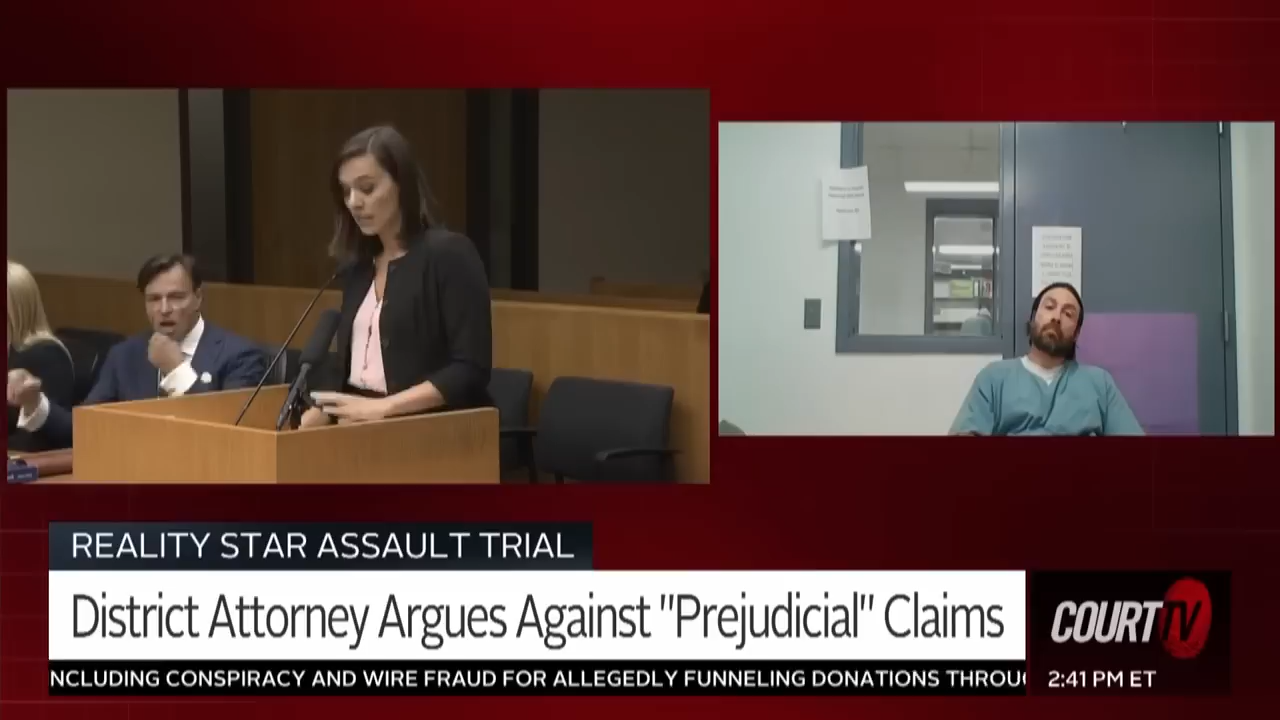 REALITY STAR ASSAULT TRIAL
District Attorney Argues Against "Prejudicial" Claims
COURT TV
NCLUDING CONSPIRACY AND WIRE FRAUD FOR ALLEGEDLY FUNNELING DONATIONS THROU
2:41 PM ET